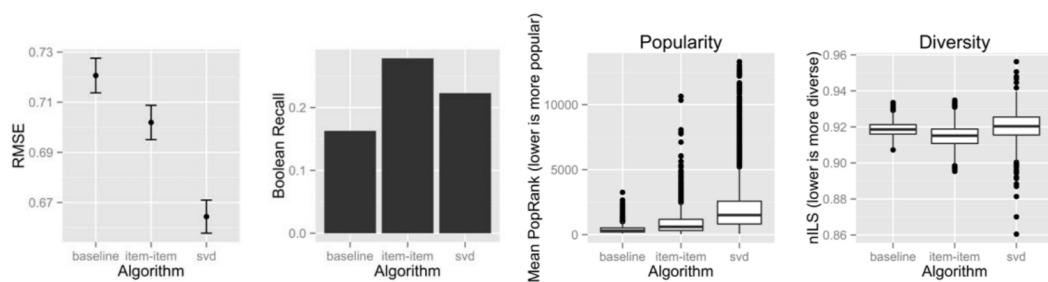 RMSE
0.73
0.71
0.69
0.67
baseline item-item svd
Algorithm
Boolean Recall
0.2
0.1
0.0
baseline item-item svd
Algorithm
Popularity
Mean PopRank (lower is more popular)
10000
5000
0
baseline item-item svd
Algorithm
Diversity
nILS (lower is more diverse)
0.96
0.94
0.92
0.90
0.88
0.86
baseline item-item svd
Algorithm